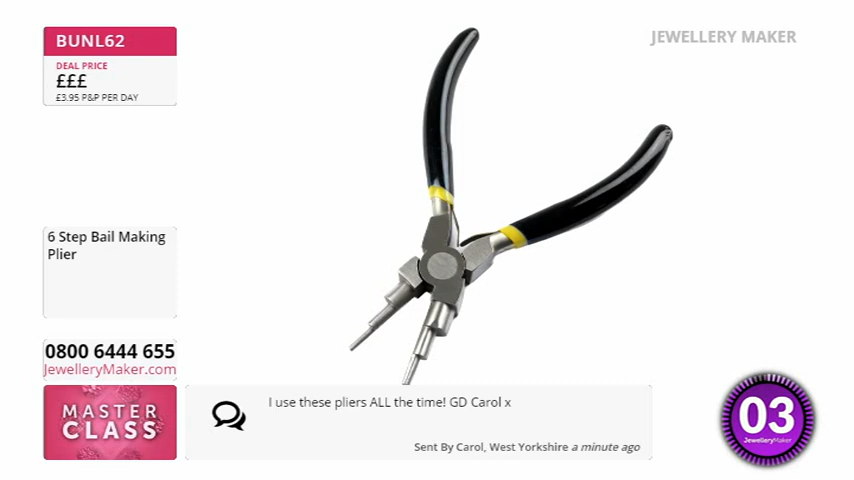 BUNL62
DEAL PRICE
£££
£3.95 P&P PER DAY
JEWELLERY MAKER
6 Step Bail Making
Plier
0800 6444 655
JewelleryMaker.com
MASTER
CLASS
I use these pliers ALL the time! GD Carol x
Sent By Carol, West Yorkshire a minute ago
03
JewelleryMaker